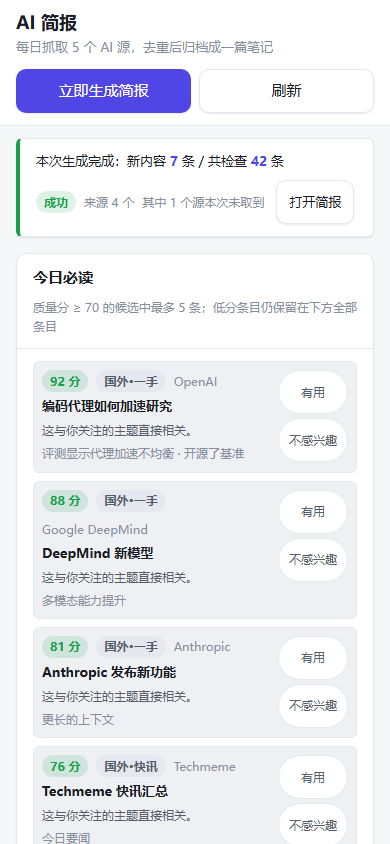 AI 简报
每日抓取 5 个 AI 源，去重后归档成一篇笔记
立即生成简报
刷新
本次生成完成：新内容 7 条 / 共检查 42 条
成功 来源 4 个 其中 1 个源本次未取到
打开简报
今日必读
质量分 ≥ 70 的候选中最多 5 条；低分条目仍保留在下方全部
条目
92 分 国外·一手 OpenAI
编码代理如何加速研究
这与你关注的主题直接相关。
评测显示代理加速不均衡 · 开源了基准
有用
不感兴趣
88 分 国外·一手
Google DeepMind
DeepMind 新模型
这与你关注的主题直接相关。
多模态能力提升
有用
不感兴趣
81 分 国外·一手 Anthropic
Anthropic 发布新功能
这与你关注的主题直接相关。
更长的上下文
有用
不感兴趣
76 分 国外·快讯 Techmeme
Techmeme 快讯汇总
这与你关注的主题直接相关。
今日要闻
有用
不感兴趣